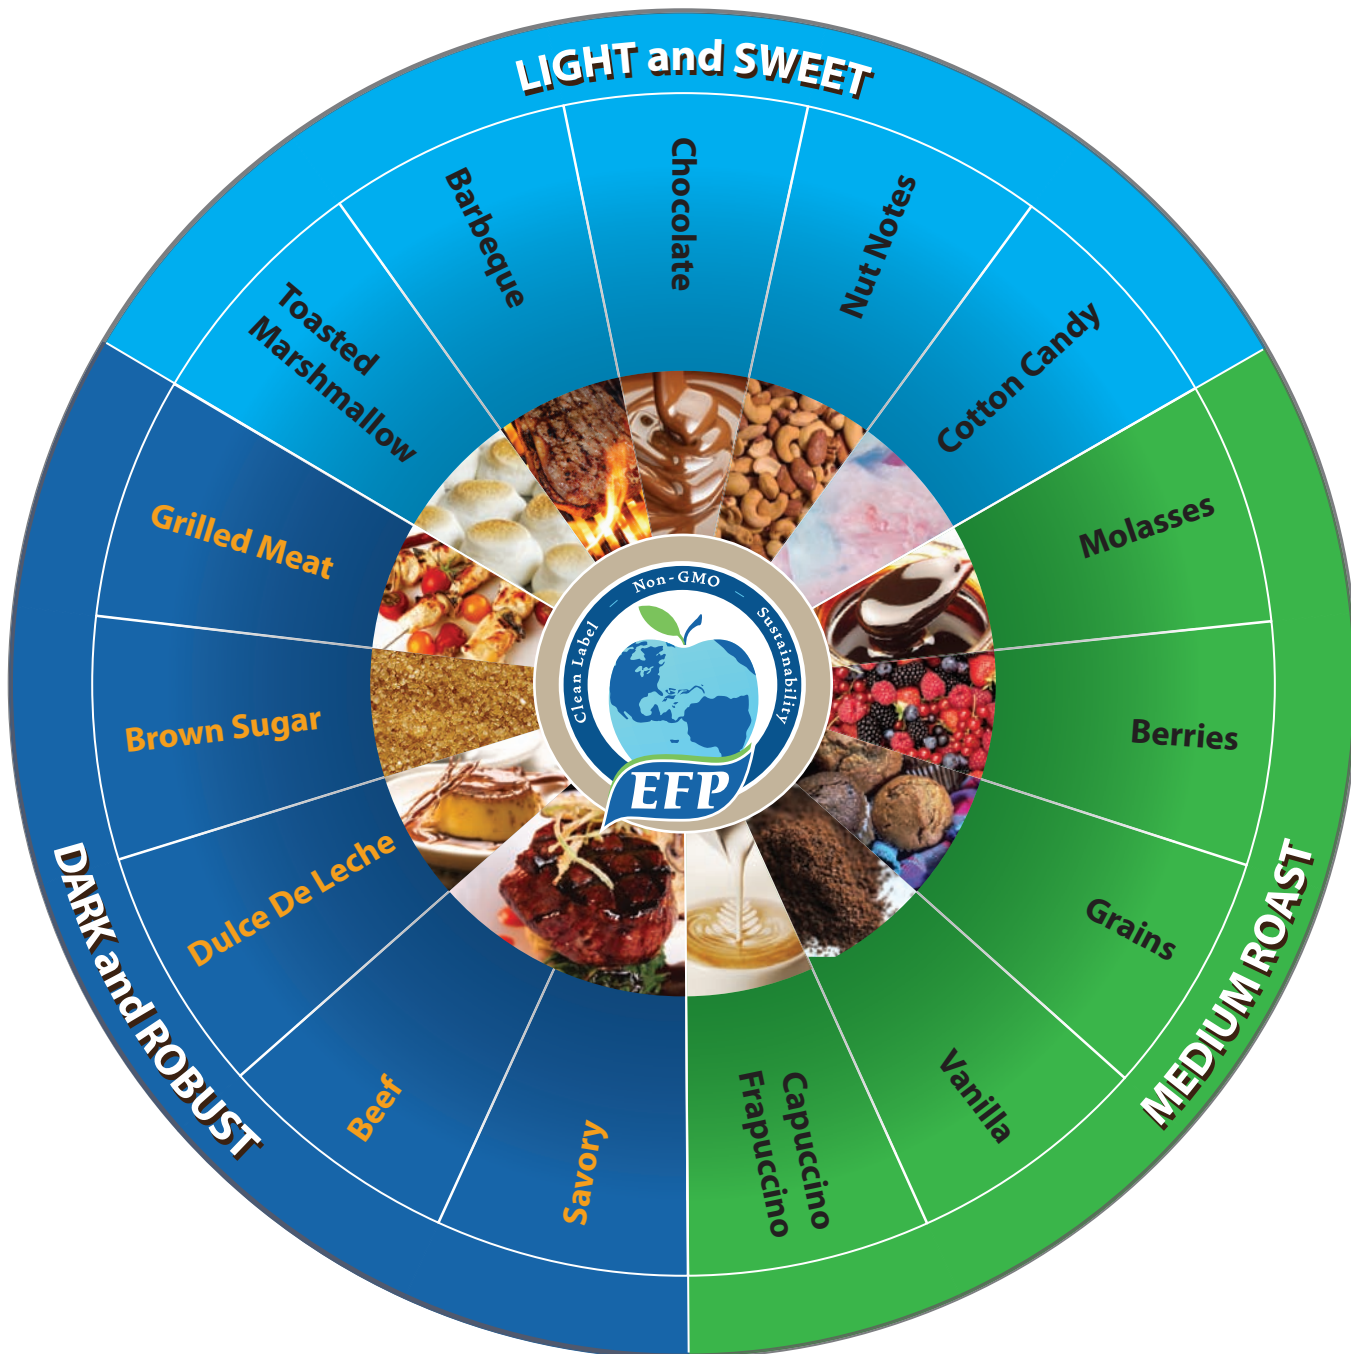 LIGHT and SWEET
Toasted
Marshmallow
Barbeque
Chocolate
Nut Notes
Cotton Candy
MEDIUM ROAST
Molasses
Berries
Grains
Vanilla
Capuccino
Frapuccino
DARK and ROBUST
Savory
Beef
Dulce De Leche
Brown Sugar
Grilled Meat
Clean Label – Non-GMO – Sustainability
EFP